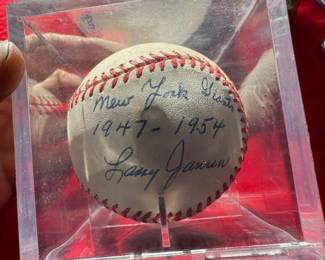 New York Giants
1947-1954
Larry Jansen